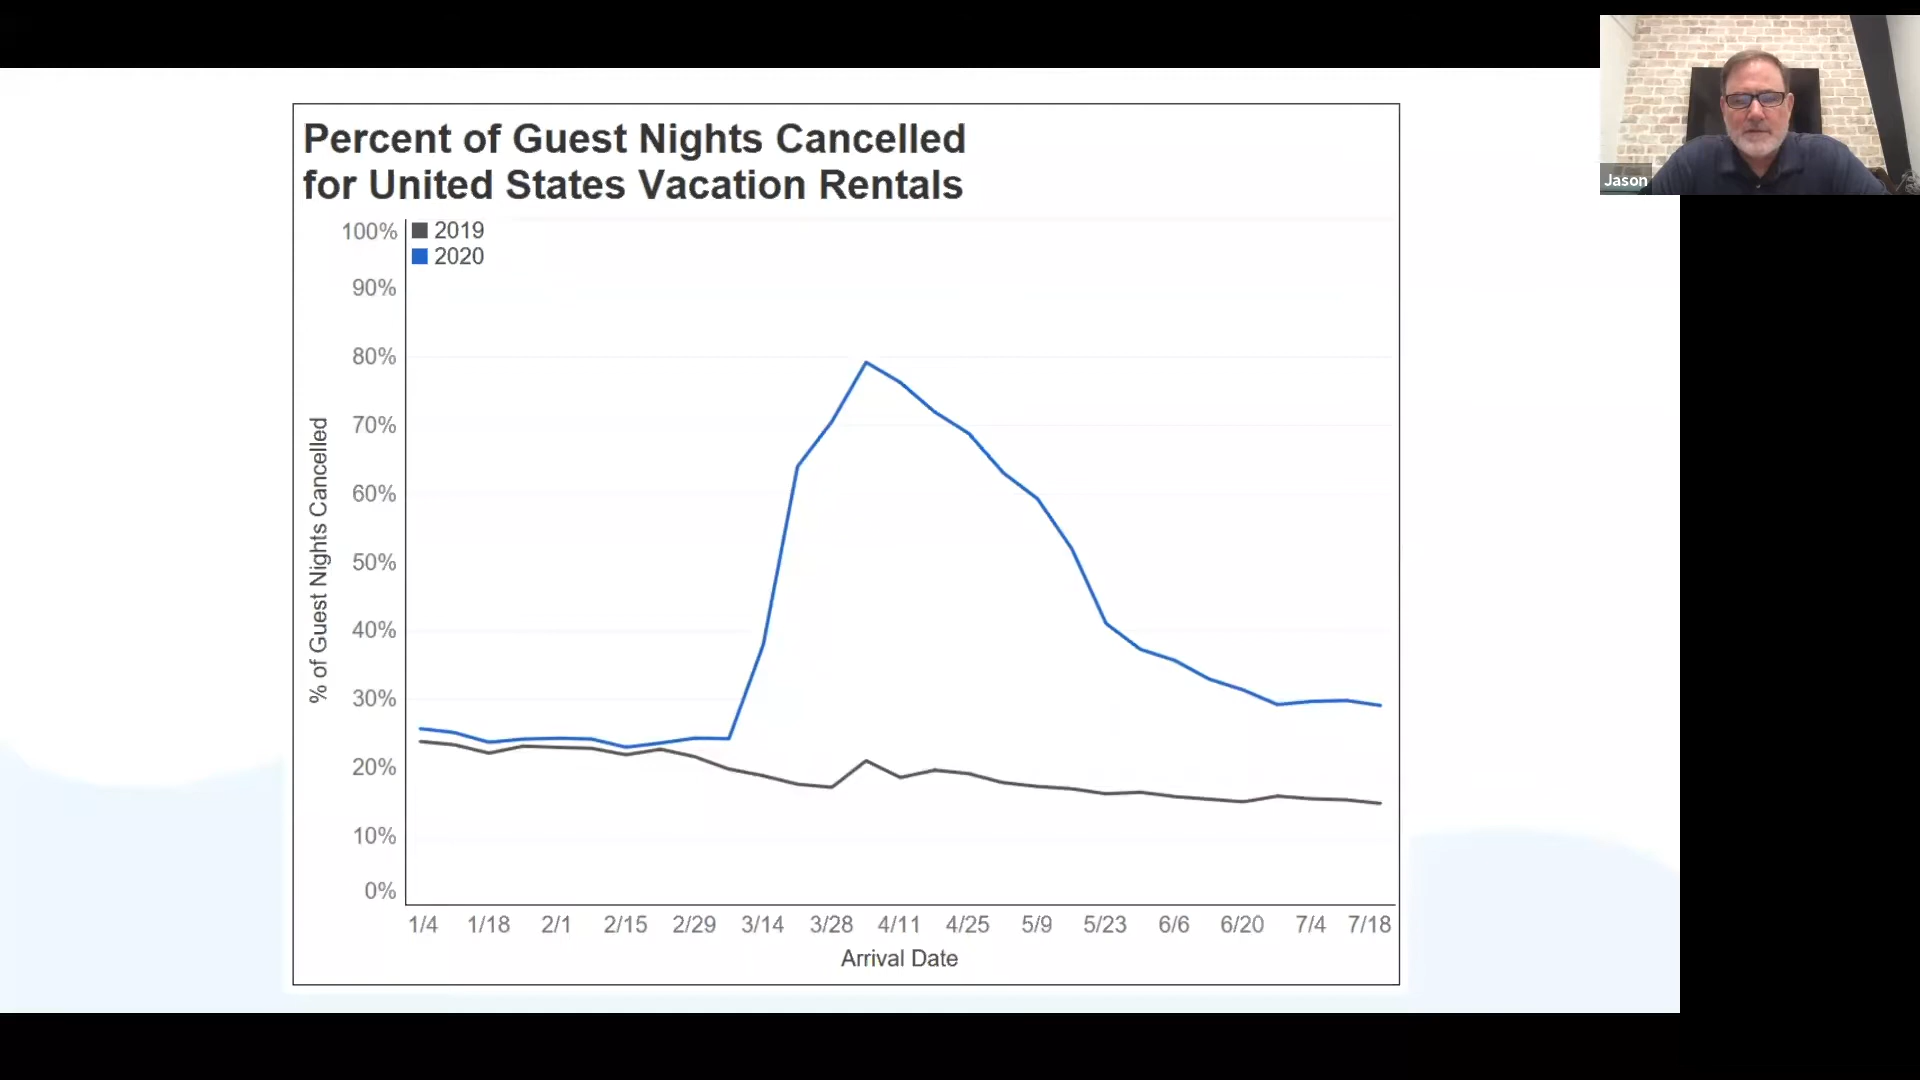 Percent of Guest Nights Cancelled
for United States Vacation Rentals
2019
2020
100%
90%
80%
70%
60%
50%
40%
30%
20%
10%
0%
% of Guest Nights Cancelled
1/4 1/18 2/1 2/15 2/29 3/14 3/28 4/11 4/25 5/9 5/23 6/6 6/20 7/4 7/18
Arrival Date
Jason